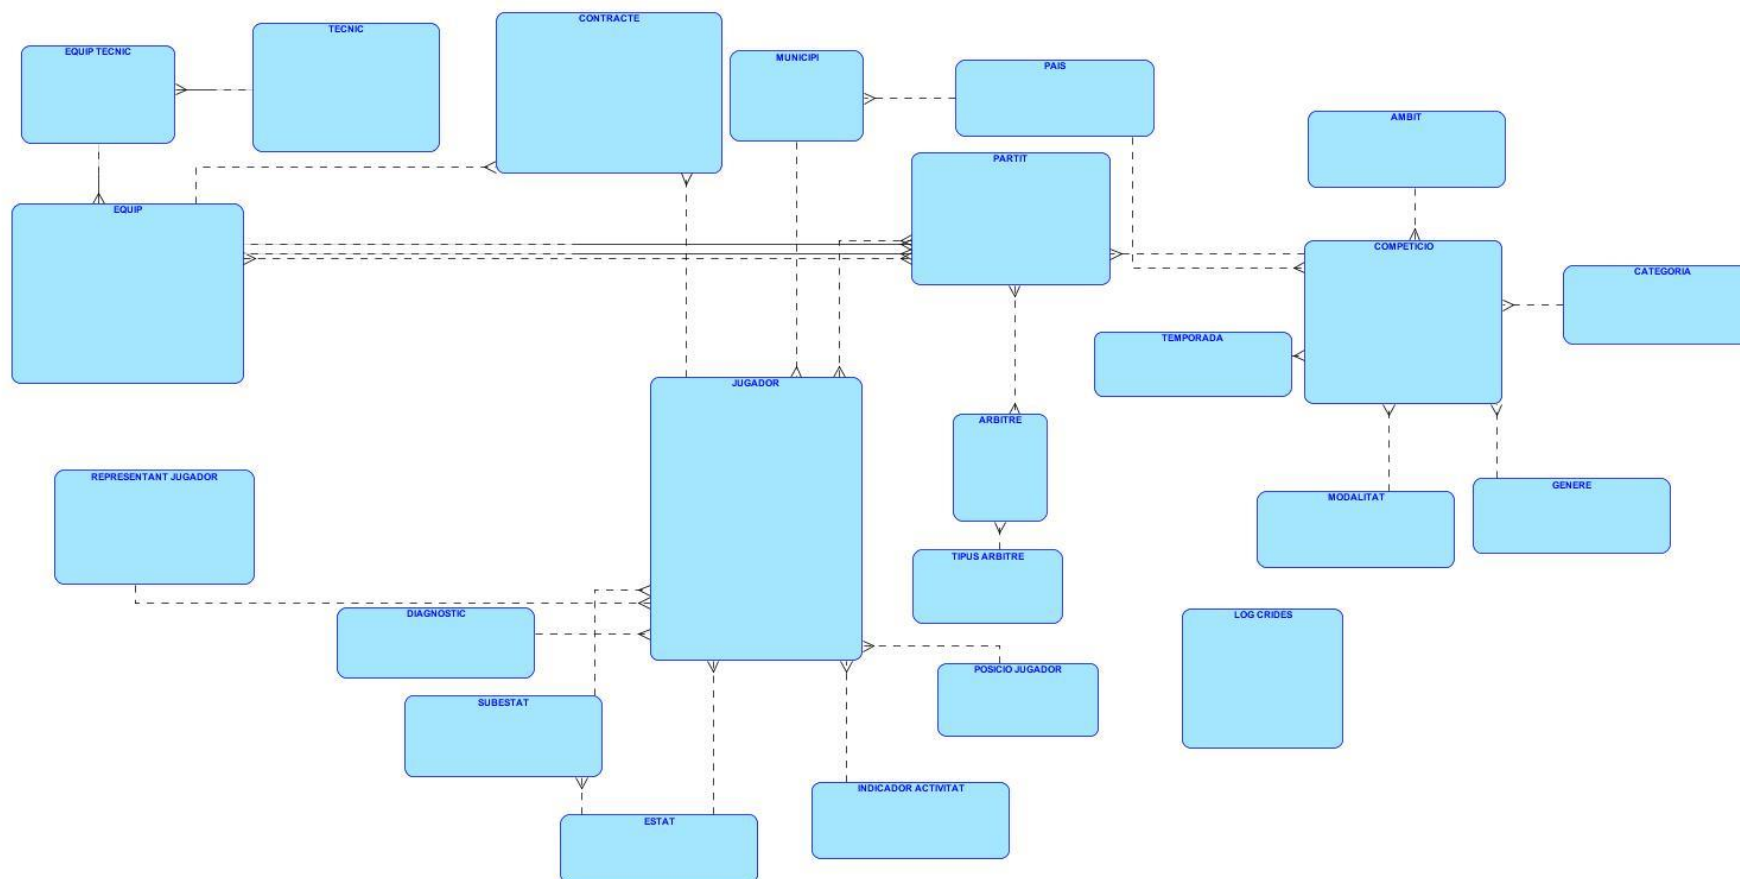 CONTRACTE
TECNIC
EQUIP TECNIC
MUNICIPI
PAIS
AMBIT
PARTIT
EQUIP
COMPETICIO
CATEGORIA
TEMPORADA
JUGADOR
ARBITRE
REPRESENTANT JUGADOR
GENERE
MODALITAT
TIPUS ARBITRE
DIAGNOSTIC
LOG CRIDES
POSICIO JUGADOR
SUBESTAT
INDICADOR ACTIVITAT
ESTAT